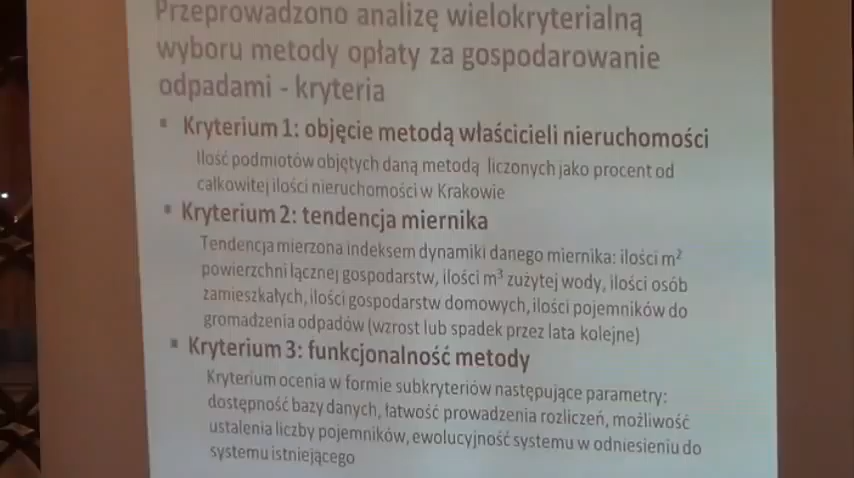 Przeprowadzono analizę wielokryterialną
wyboru metody opłaty za gospodarowanie
odpadami - kryteria
▪ Kryterium 1: objęcie metodą właścicieli nieruchomości
Ilość podmiotów objętych daną metodą liczonych jako procent od
całkowitej ilości nieruchomości w Krakowie
▪ Kryterium 2: tendencja miernika
Tendencja mierzona indeksem dynamiki danego miernika: ilości m²
powierzchni łącznej gospodarstw, ilości m³ zużytej wody, ilości osób
zamieszkałych, ilości gospodarstw domowych, ilości pojemników do
gromadzenia odpadów (wzrost lub spadek przez lata kolejne)
▪ Kryterium 3: funkcjonalność metody
Kryterium ocenia w formie subkryteriów następujące parametry:
dostępność bazy danych, łatwość prowadzenia rozliczeń, możliwość
ustalenia liczby pojemników, ewolucyjność systemu w odniesieniu do
systemu istniejącego